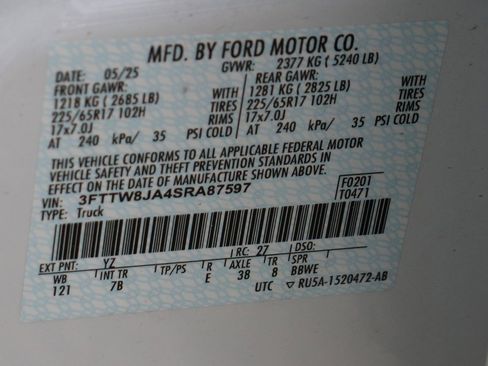 MFD. BY FORD MOTOR CO.
DATE: 05/25 GVWR: 2377 KG ( 5240 LB)
FRONT GAWR: REAR GAWR:
1218 KG ( 2685 LB) WITH 1281 KG ( 2825 LB) WITH
225/65R17 102H TIRES 225/65R17 102H TIRES
17x7.0J RIMS 17x7.0J RIMS
AT 240 kPa/ 35 PSI COLD AT 240 kPa/ 35 PSI COLD
THIS VEHICLE CONFORMS TO ALL APPLICABLE FEDERAL MOTOR
VEHICLE SAFETY AND THEFT PREVENTION STANDARDS IN
EFFECT ON THE DATE OF MANUFACTURE SHOWN ABOVE.
VIN: 3FTTW8JA4SRA87597 F0201
TYPE: Truck T0471
EXT PNT: YZ RC: 27 DSO:
WB INT TR TP/PS R AXLE TR SPR
121 7B E 38 8 BBWE
UTC ▽ RU5A-1520472-AB